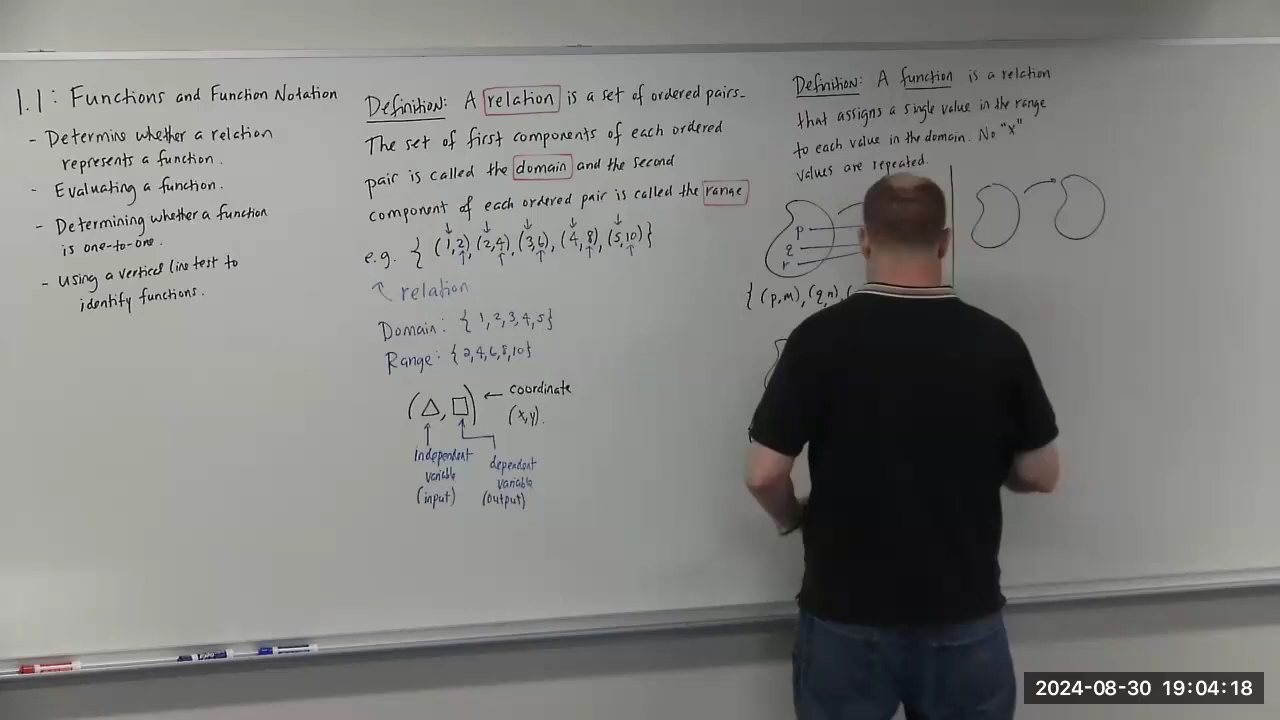 1.1: Functions and Function Notation
- Determine whether a relation
represents a function.
- Evaluating a function.
- Determining whether a function
is one-to-one.
- Using a vertical line test to
identify functions.
Definition: A relation is a set of ordered pairs.
The set of first components of each ordered
pair is called the domain and the second
component of each ordered pair is called the range
e.g. { (1,2), (2,4), (3,6), (4,8), (5,10) }
relation
Domain: { 1, 2, 3, 4, 5 }
Range: { 2, 4, 6, 8, 10 }
(△, □) ← coordinate
(x,y).
independent
variable
(input)
dependent
variable
(output)
Definition: A function is a relation
that assigns a single value in the range
to each value in the domain. No "x"
values are repeated.
p
q
r
{ (p,m), (q,n), (
2024-08-30 19:04:18